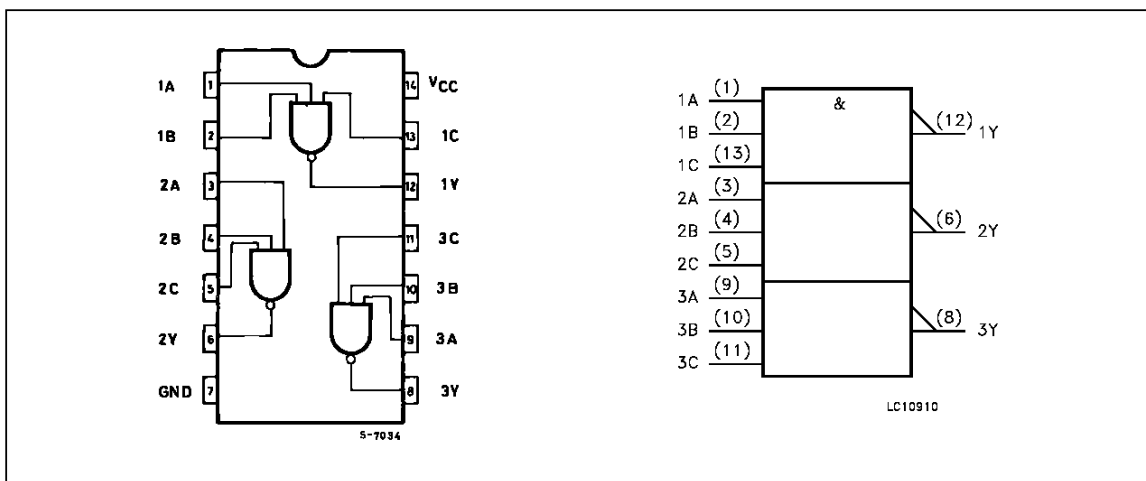 1A 1 14 VCC
1B 2 13 1C
2A 3 12 1Y
2B 4 11 3C
2C 5 10 3B
2Y 6 9 3A
GND 7 8 3Y
S-7034
&
1A (1)
1B (2)
1C (13)
2A (3)
2B (4)
2C (5)
3A (9)
3B (10)
3C (11)
(12) 1Y
(6) 2Y
(8) 3Y
LC10910